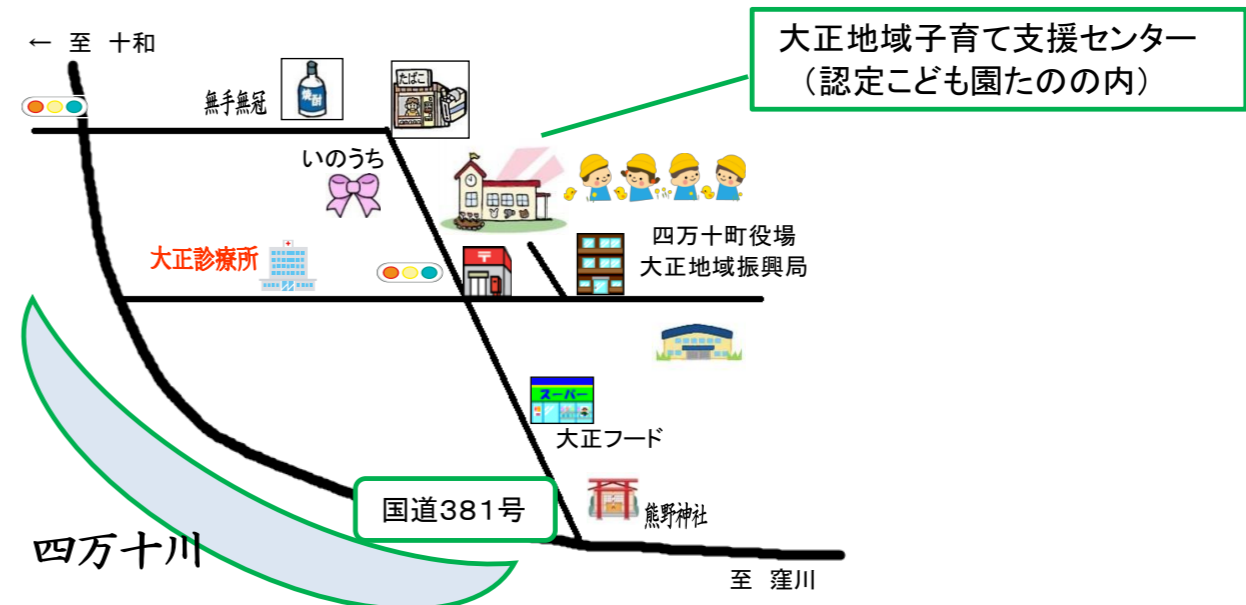 ← 至 十和
大正地域子育て支援センター
（認定こども園たのの内）
無手無冠
焼酎
たばこ
いのうち
大正診療所
〒
四万十町役場
大正地域振興局
スーパー
大正フード
国道381号
熊野神社
四万十川
至 窪川